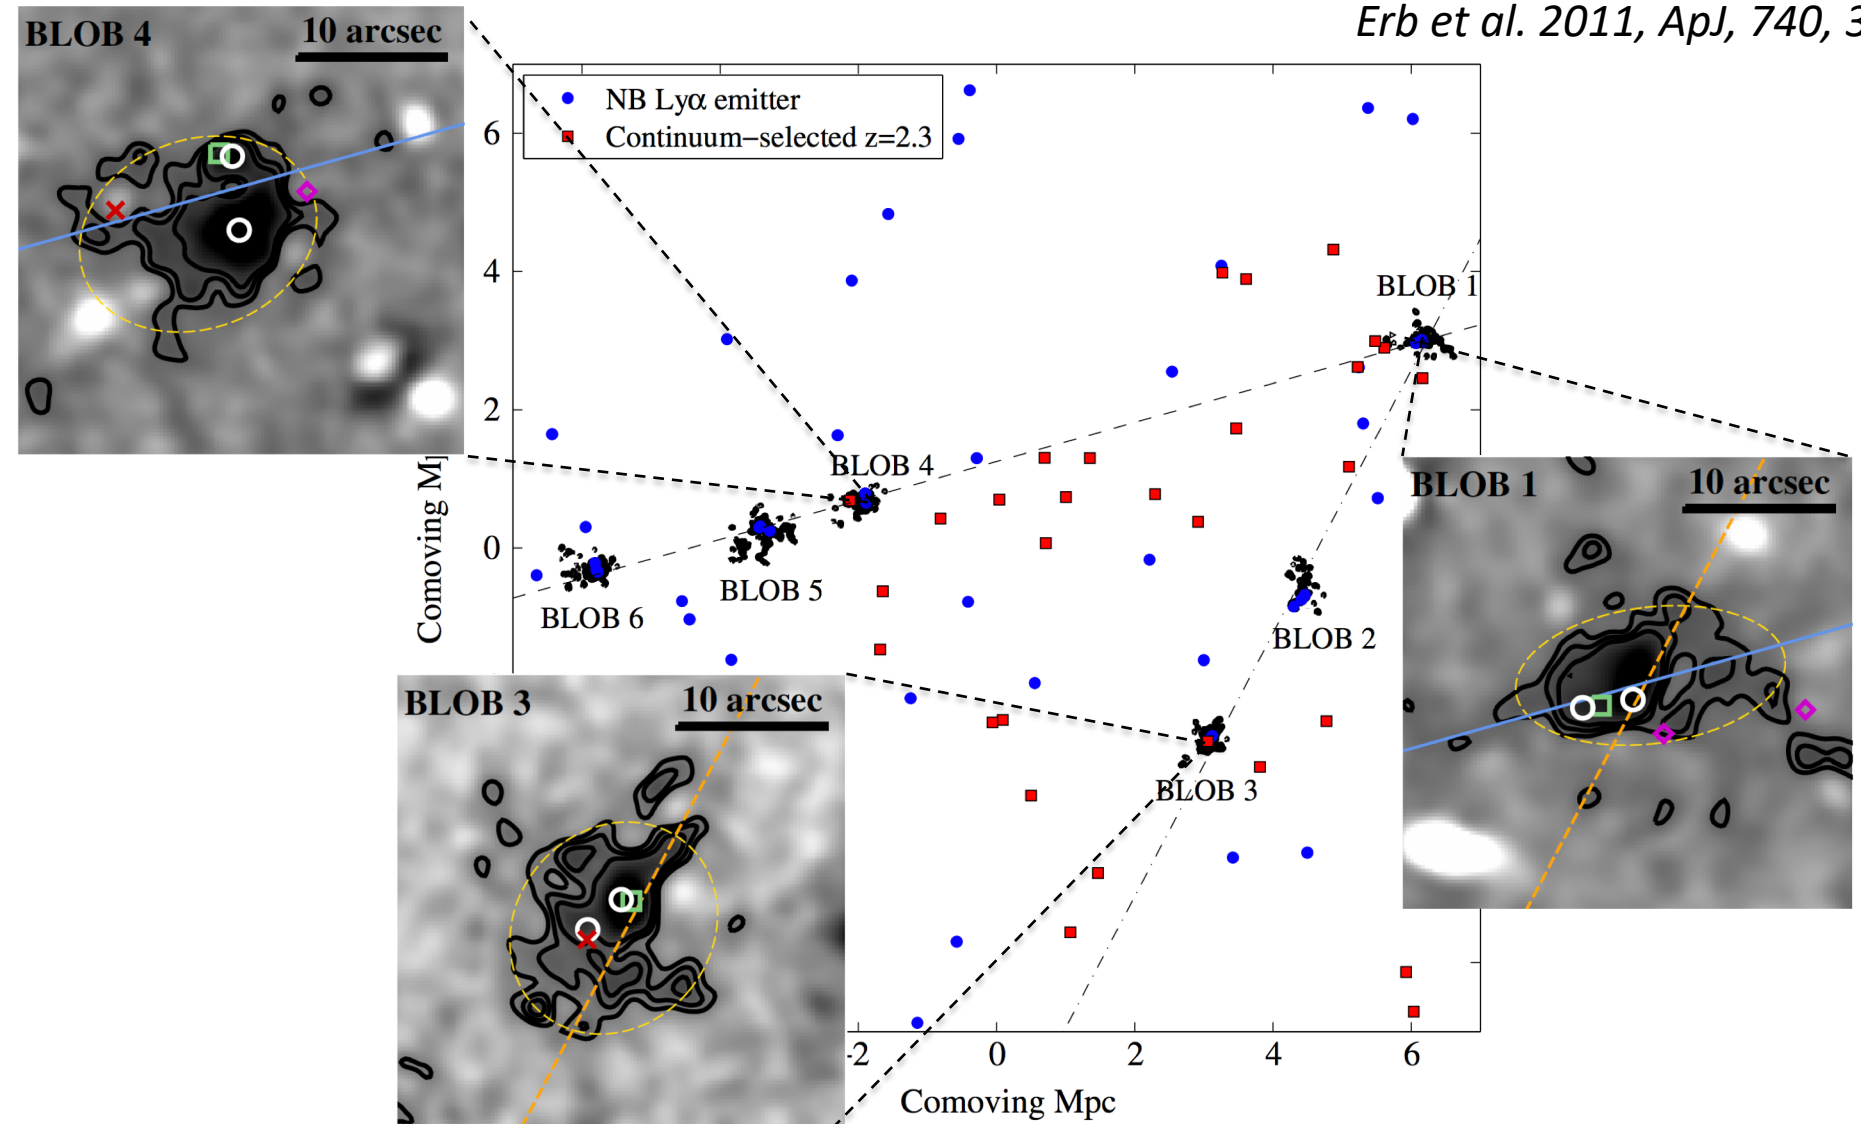 Erb et al. 2011, ApJ, 740, 3
BLOB 4
10 arcsec
NB Lyα emitter
Continuum−selected z=2.3
6
4
2
0
Comoving M
BLOB 1
BLOB 4
BLOB 5
BLOB 6
BLOB 2
BLOB 3
BLOB 1
10 arcsec
BLOB 3
10 arcsec
-2
0
2
4
6
Comoving Mpc